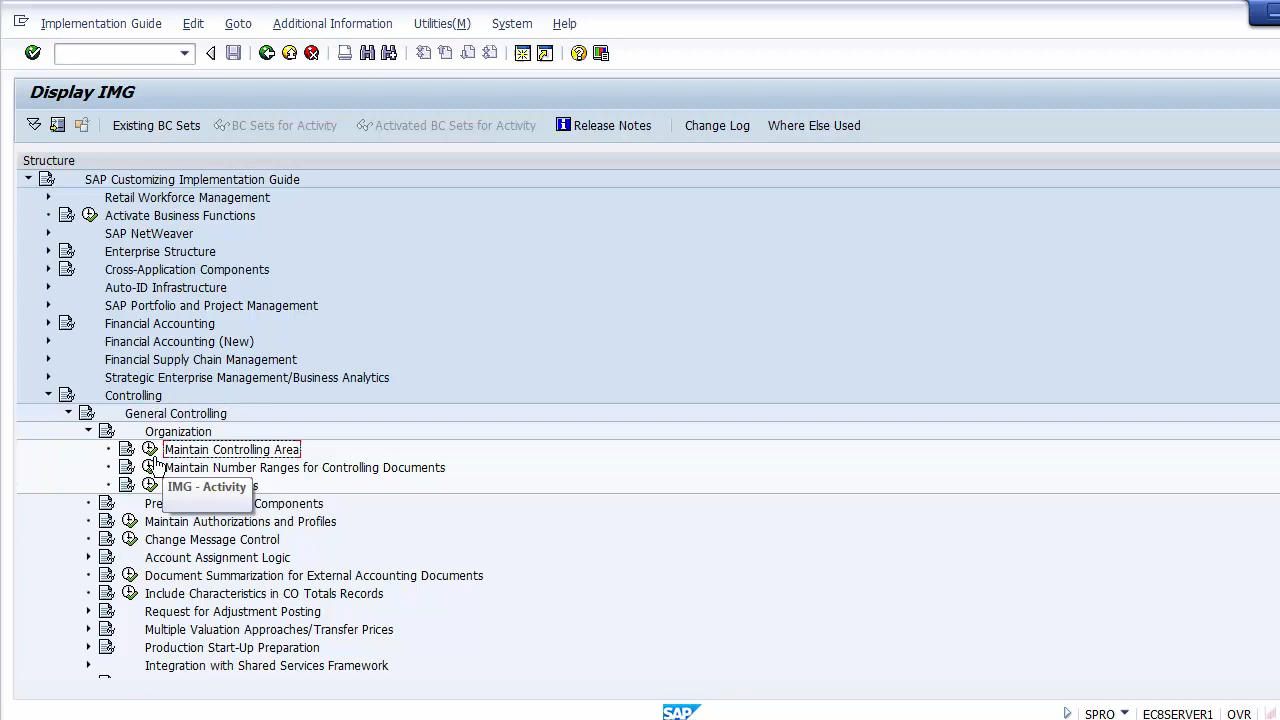 Implementation Guide Edit Goto Additional Information Utilities(M) System Help
Display IMG
Existing BC Sets BC Sets for Activity Activated BC Sets for Activity Release Notes Change Log Where Else Used
Structure
SAP Customizing Implementation Guide
Retail Workforce Management
Activate Business Functions
SAP NetWeaver
Enterprise Structure
Cross-Application Components
Auto-ID Infrastructure
SAP Portfolio and Project Management
Financial Accounting
Financial Accounting (New)
Financial Supply Chain Management
Strategic Enterprise Management/Business Analytics
Controlling
General Controlling
Organization
Maintain Controlling Area
Maintain Number Ranges for Controlling Documents
IMG - Activity
Components
Maintain Authorizations and Profiles
Change Message Control
Account Assignment Logic
Document Summarization for External Accounting Documents
Include Characteristics in CO Totals Records
Request for Adjustment Posting
Multiple Valuation Approaches/Transfer Prices
Production Start-Up Preparation
Integration with Shared Services Framework
SAP SPRO EC8SERVER1 OVR